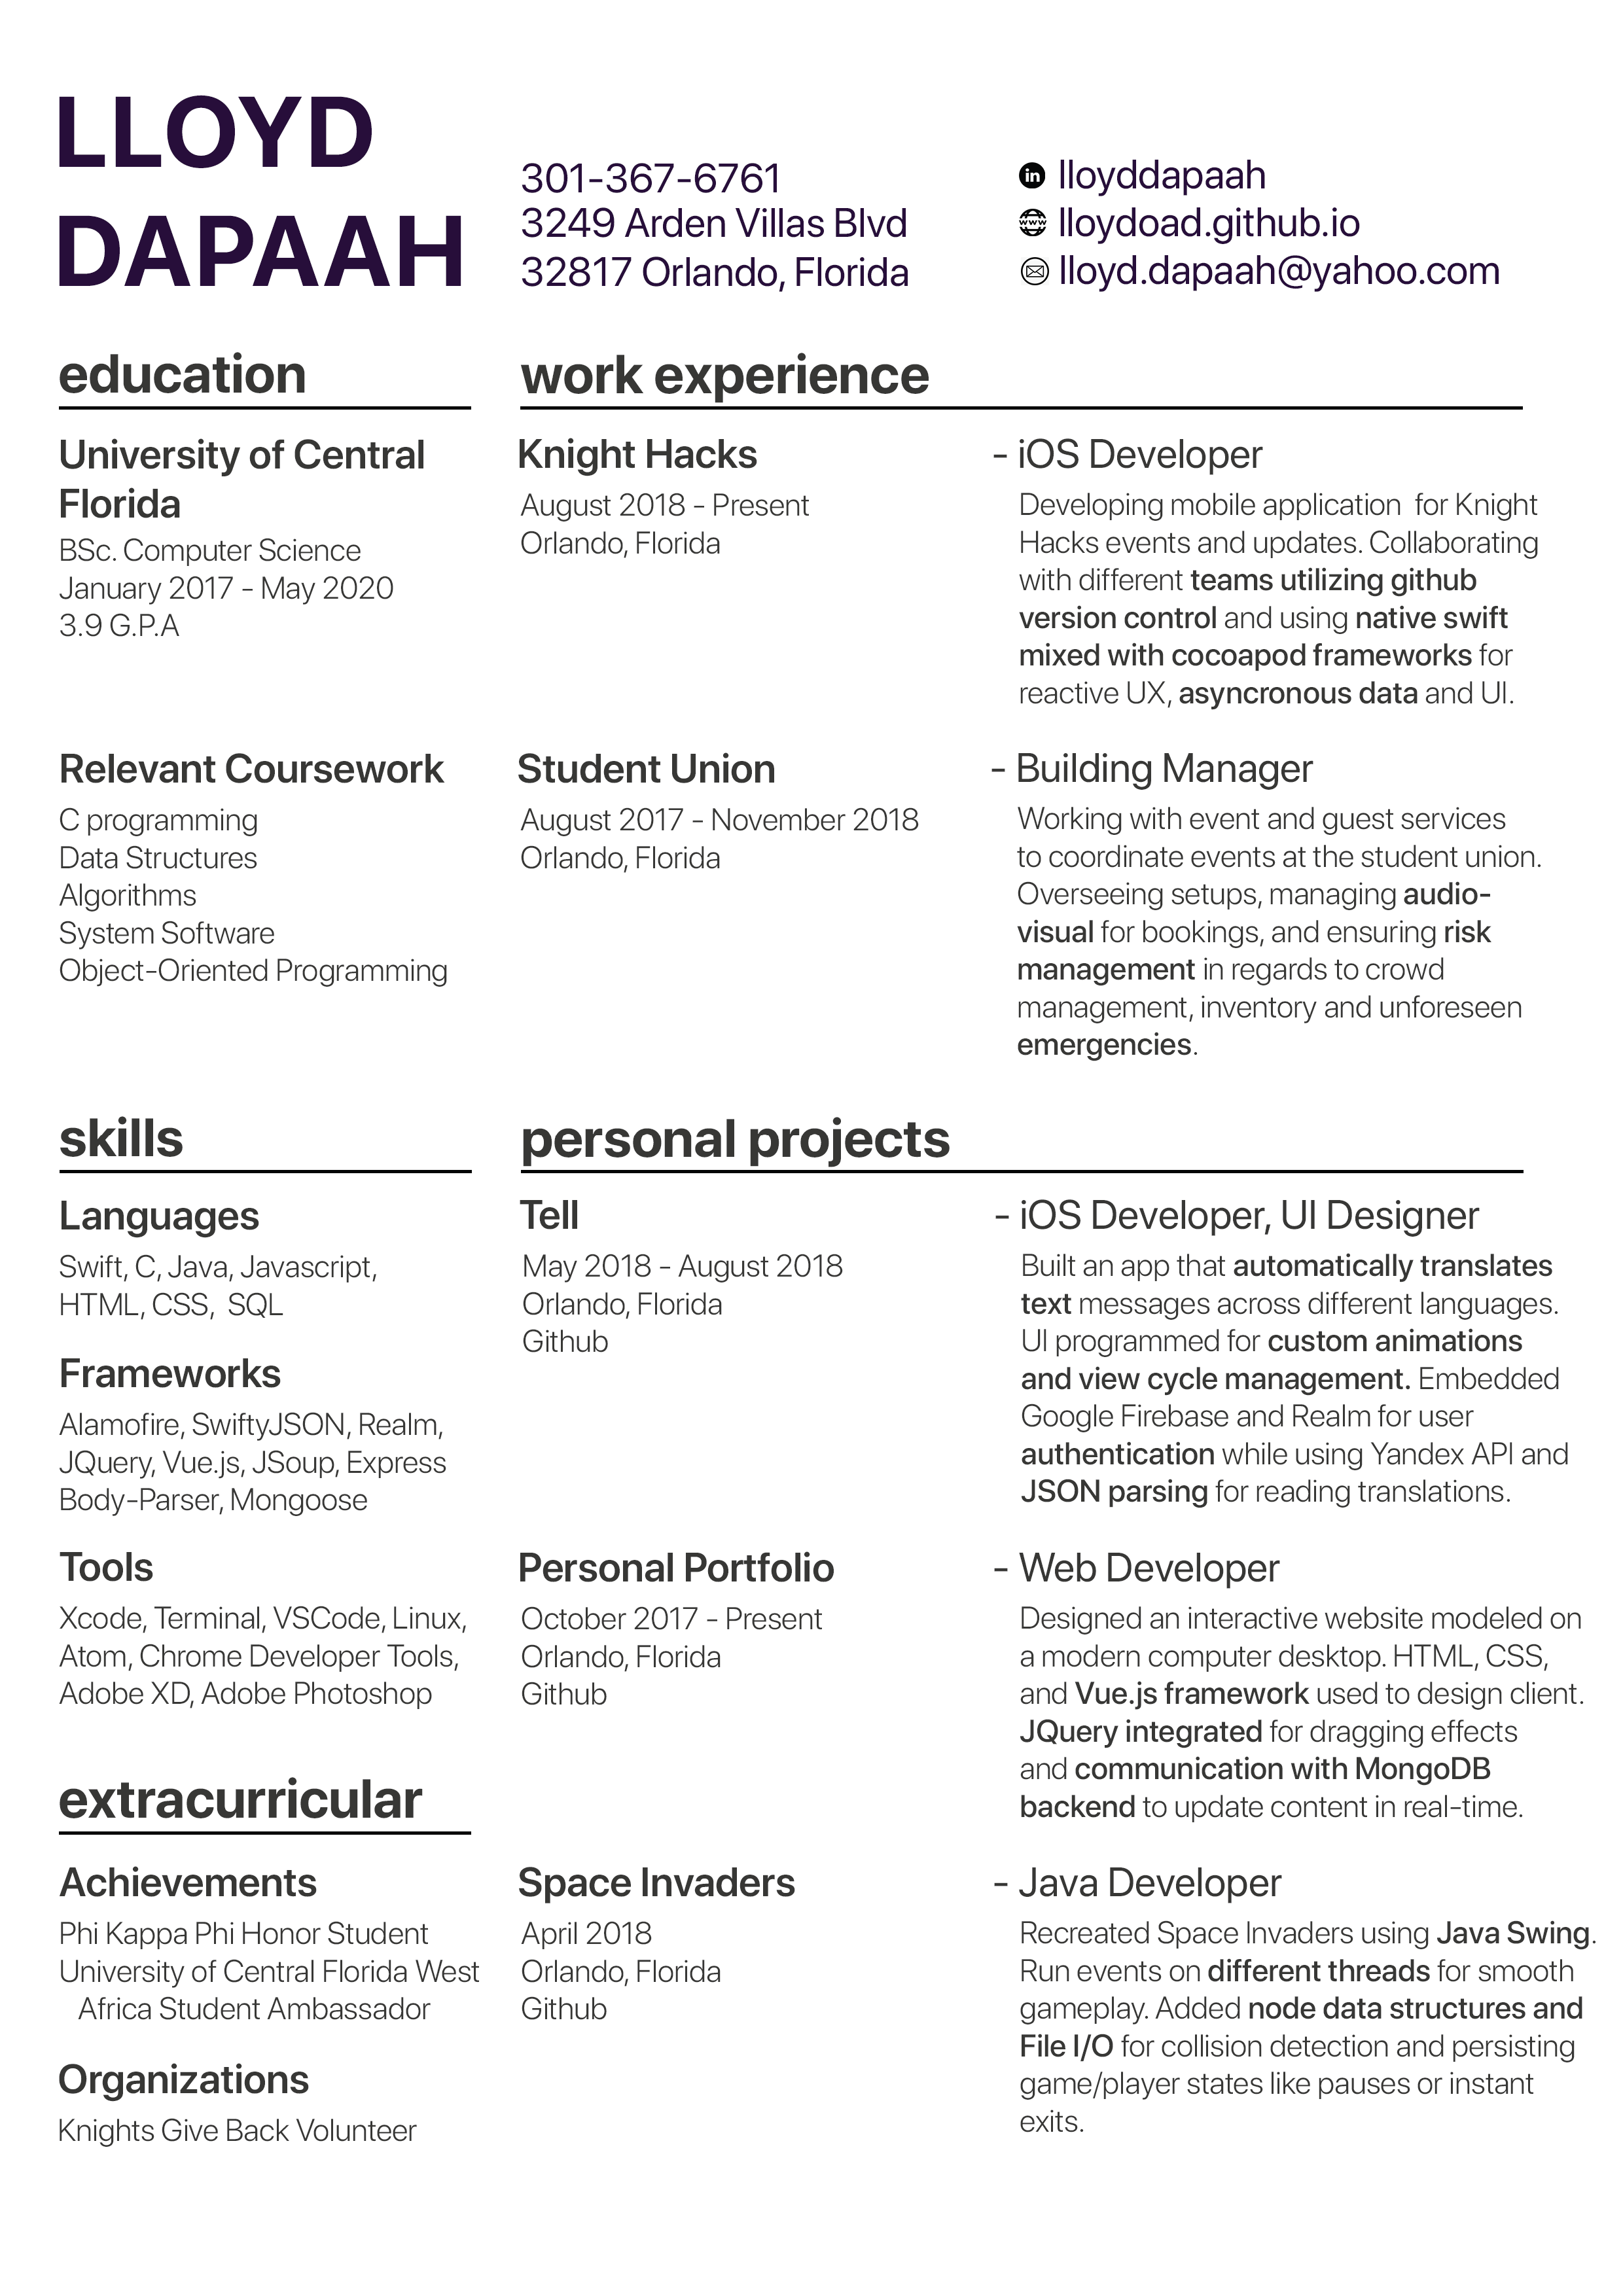 LLOYD
DAPAAH
301-367-6761
3249 Arden Villas Blvd
32817 Orlando, Florida
in lloyddapaah
www lloydoad.github.io
lloyd.dapaah@yahoo.com
education
University of Central
Florida
BSc. Computer Science
January 2017 - May 2020
3.9 G.P.A
Relevant Coursework
C programming
Data Structures
Algorithms
System Software
Object-Oriented Programming
work experience
Knight Hacks
August 2018 - Present
Orlando, Florida
- iOS Developer
Developing mobile application  for Knight
Hacks events and updates. Collaborating
with different teams utilizing github
version control and using native swift
mixed with cocoapod frameworks for
reactive UX, asyncronous data and UI.
Student Union
August 2017 - November 2018
Orlando, Florida
- Building Manager
Working with event and guest services
to coordinate events at the student union.
Overseeing setups, managing audio-
visual for bookings, and ensuring risk
management in regards to crowd
management, inventory and unforeseen
emergencies.
skills
Languages
Swift, C, Java, Javascript,
HTML, CSS,  SQL
Frameworks
Alamofire, SwiftyJSON, Realm,
JQuery, Vue.js, JSoup, Express
Body-Parser, Mongoose
Tools
Xcode, Terminal, VSCode, Linux,
Atom, Chrome Developer Tools,
Adobe XD, Adobe Photoshop
extracurricular
Achievements
Phi Kappa Phi Honor Student
University of Central Florida West
Africa Student Ambassador
Organizations
Knights Give Back Volunteer
personal projects
Tell
May 2018 - August 2018
Orlando, Florida
Github
- iOS Developer, UI Designer
Built an app that automatically translates
text messages across different languages.
UI programmed for custom animations
and view cycle management. Embedded
Google Firebase and Realm for user
authentication while using Yandex API and
JSON parsing for reading translations.
Personal Portfolio
October 2017 - Present
Orlando, Florida
Github
- Web Developer
Designed an interactive website modeled on
a modern computer desktop. HTML, CSS,
and Vue.js framework used to design client.
JQuery integrated for dragging effects
and communication with MongoDB
backend to update content in real-time.
Space Invaders
April 2018
Orlando, Florida
Github
- Java Developer
Recreated Space Invaders using Java Swing.
Run events on different threads for smooth
gameplay. Added node data structures and
File I/O for collision detection and persisting
game/player states like pauses or instant
exits.